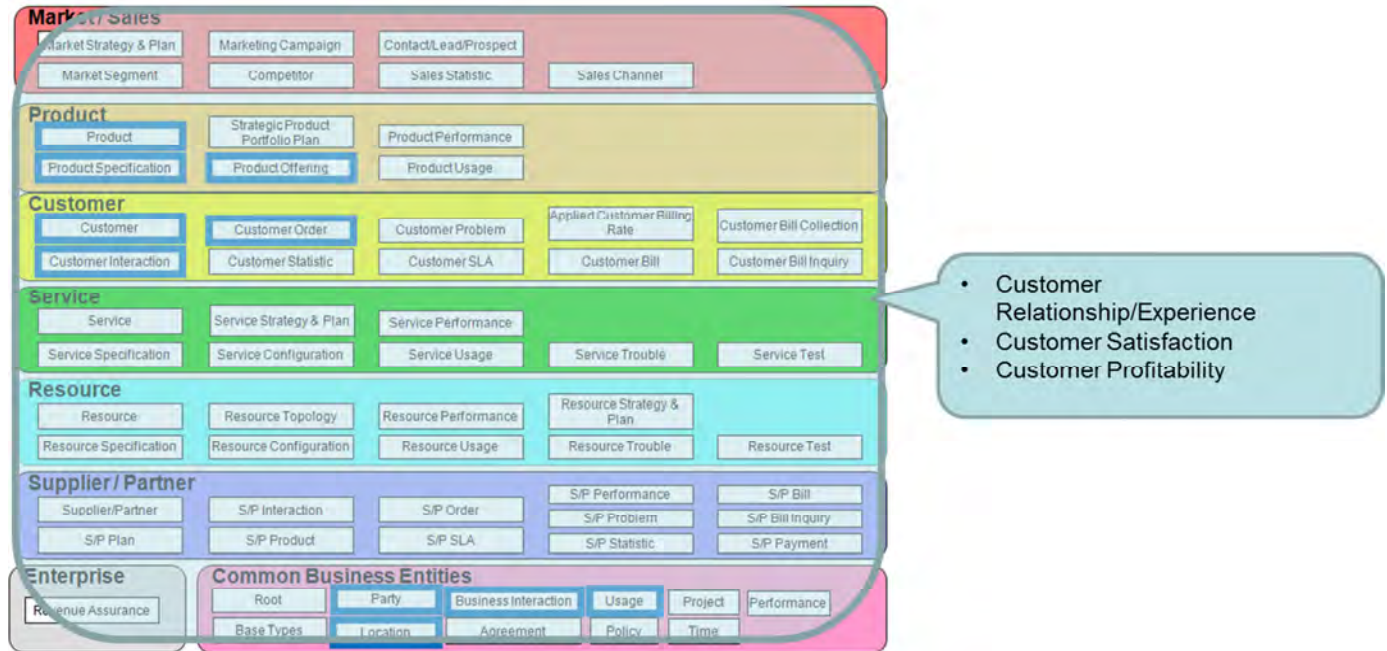 Market / Sales
Market Strategy & Plan
Marketing Campaign
Contact/Lead/Prospect
Market Segment
Competitor
Sales Statistic
Sales Channel
Product
Product
Strategic Product
Portfolio Plan
Product Performance
Product Specification
Product Offering
Product Usage
Customer
Customer
Customer Order
Customer Problem
Applied Customer Billing
Rate
Customer Bill Collection
Customer Interaction
Customer Statistic
Customer SLA
Customer Bill
Customer Bill Inquiry
Service
Service
Service Strategy & Plan
Service Performance
Service Specification
Service Configuration
Service Usage
Service Trouble
Service Test
Resource
Resource
Resource Topology
Resource Performance
Resource Strategy &
Plan
Resource Specification
Resource Configuration
Resource Usage
Resource Trouble
Resource Test
Supplier / Partner
Supplier/Partner
S/P Interaction
S/P Order
S/P Performance
S/P Bill
S/P Problem
S/P Bill Inquiry
S/P Plan
S/P Product
S/P SLA
S/P Statistic
S/P Payment
Enterprise
Revenue Assurance
Common Business Entities
Root
Party
Business Interaction
Usage
Project
Performance
Base Types
Location
Agreement
Policy
Time
• Customer
Relationship/Experience
• Customer Satisfaction
• Customer Profitability